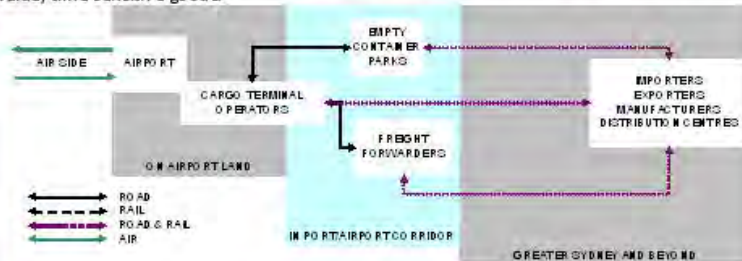 EMPTY
CONTAINER
PARKS
AIR SIDE
AIRPORT
CARGO TERMINAL
OPERATORS
IMPORTERS
EXPORTERS
MANUFACTURERS
DISTRIBUTION CENTRES
FREIGHT
FORWARDERS
ON AIRPORT LAND
ROAD
RAIL
ROAD & RAIL
AIR
IN PORT/AIRPORT CORRIDOR
GREATER SYDNEY AND BEYOND